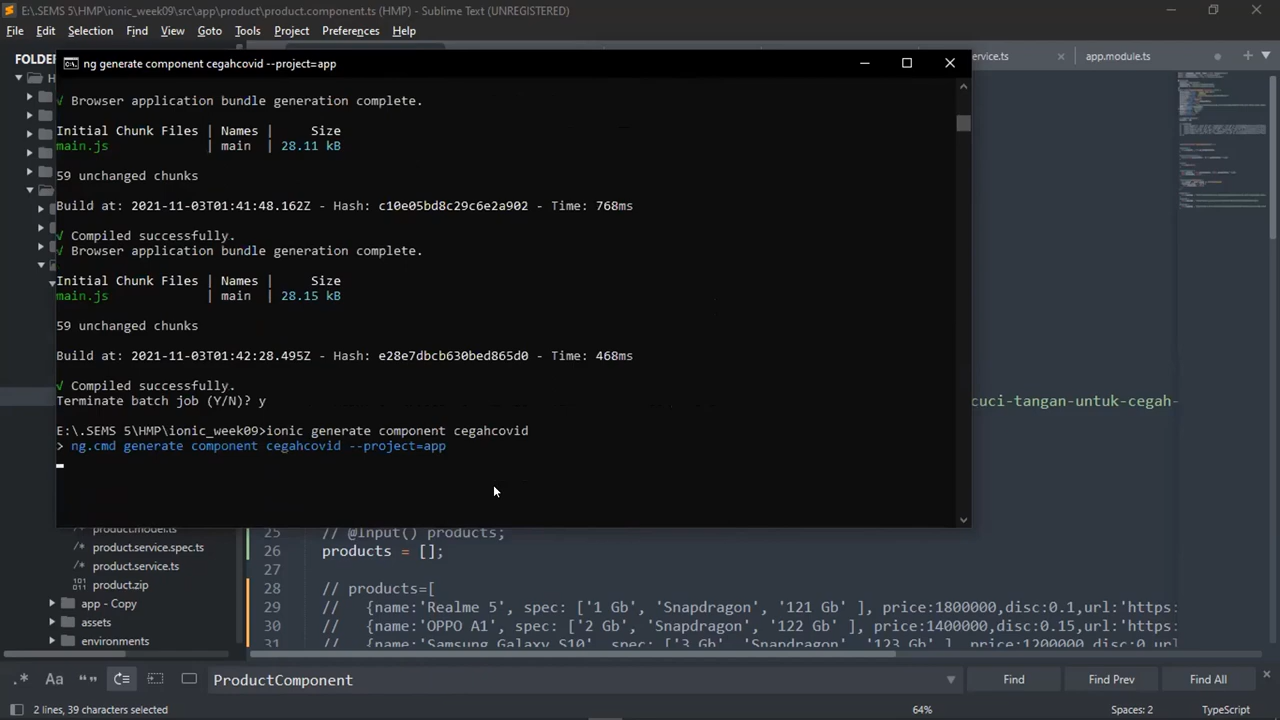 E:\.SEMS 5\HMP\ionic_week09\src\app\product\product.component.ts (HMP) - Sublime Text (UNREGISTERED)
File Edit Selection Find View Goto Tools Project Preferences Help
FOLDER
ng generate component cegahcovid --project=app
ervice.ts
app.module.ts
√ Browser application bundle generation complete.
Initial Chunk Files | Names | Size
main.js | main | 28.11 kB
59 unchanged chunks
Build at: 2021-11-03T01:41:48.162Z - Hash: c10e05bd8c29c6e2a902 - Time: 768ms
√ Compiled successfully.
√ Browser application bundle generation complete.
Initial Chunk Files | Names | Size
main.js | main | 28.15 kB
59 unchanged chunks
Build at: 2021-11-03T01:42:28.495Z - Hash: e28e7dbcb630bed865d0 - Time: 468ms
√ Compiled successfully.
Terminate batch job (Y/N)? y
cuci-tangan-untuk-cegah-
E:\.SEMS 5\HMP\ionic_week09>ionic generate component cegahcovid
> ng.cmd generate component cegahcovid --project=app
product.model.ts
product.service.spec.ts
product.service.ts
product.zip
app - Copy
assets
environments
25 // @Input() products;
26 products = [];
27
28 // products=[
29 // {name:'Realme 5', spec: ['1 Gb', 'Snapdragon', '121 Gb' ], price:1800000,disc:0.1,url:'https:
30 // {name:'OPPO A1', spec: ['2 Gb', 'Snapdragon', '122 Gb' ], price:1400000,disc:0.15,url:'https:
31 // {name:'Samsung Galaxy S10', spec: ['3 Gb', 'Snapdragon', '123 Gb' ], price:1200000,disc:0
.* Aa “” ProductComponent Find Find Prev Find All
2 lines, 39 characters selected 64% Spaces: 2 TypeScript